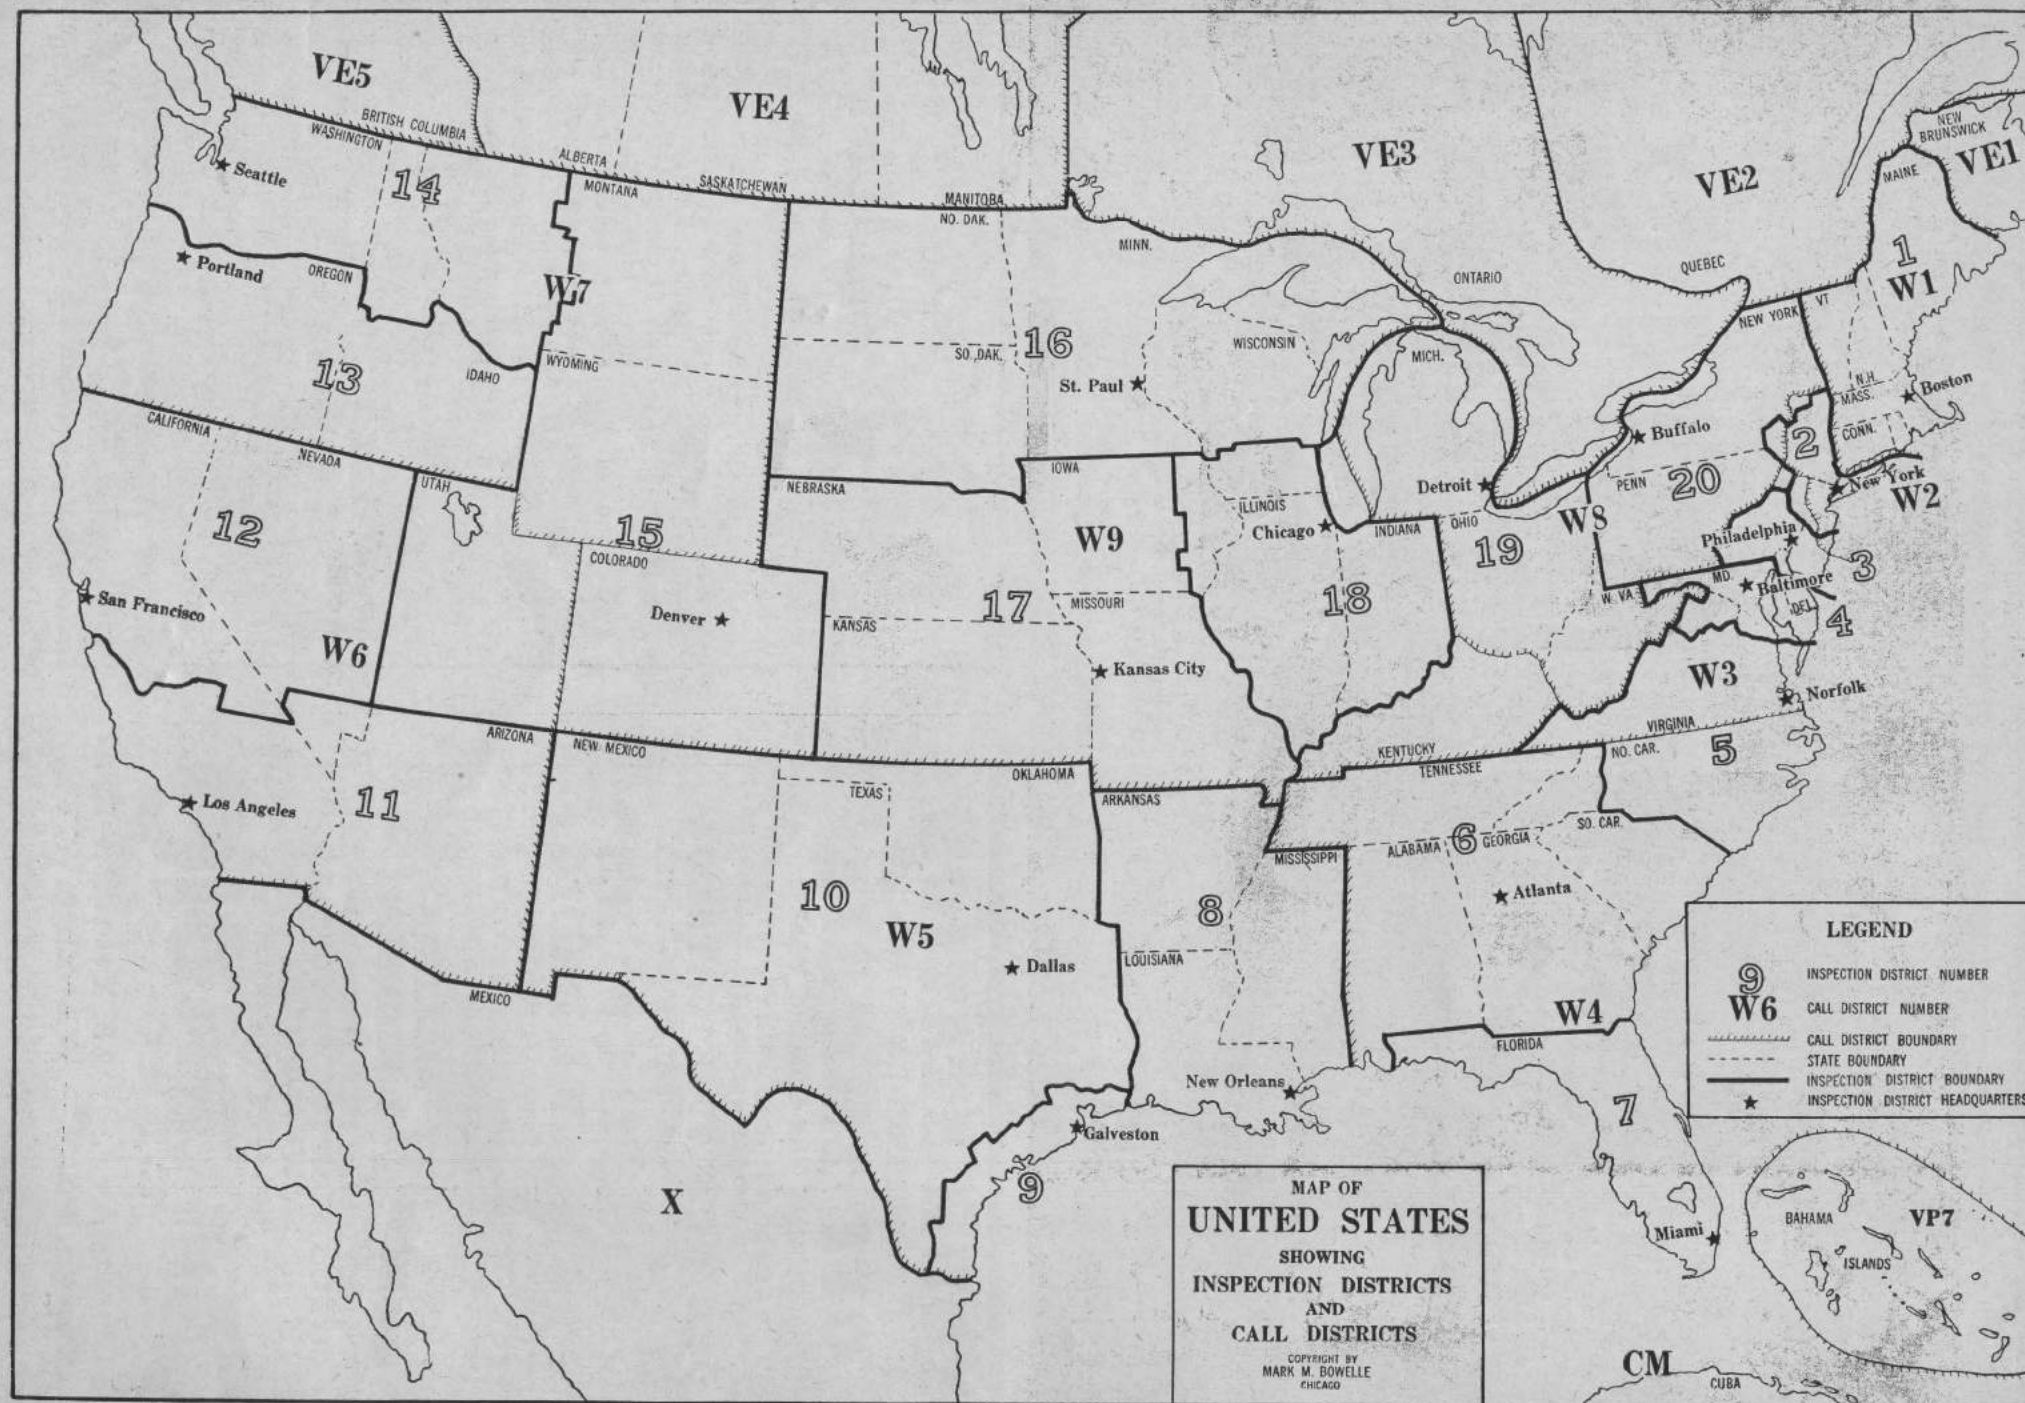 VE5
VE4
VE3
VE2
VE1
NEW
BRUNSWICK
MAINE
BRITISH COLUMBIA
WASHINGTON
ALBERTA
MONTANA
SASKATCHEWAN
MANITOBA
NO. DAK.
MINN.
ONTARIO
QUEBEC
Seattle
14
1
W1
Portland
OREGON
W7
NEW YORK
VT
16
SO. DAK.
WISCONSIN
MICH.
13
IDAHO
WYOMING
St. Paul
N.H.
MASS.
Boston
CALIFORNIA
NEVADA
UTAH
IOWA
Buffalo
2
CONN.
NEBRASKA
ILLINOIS
Detroit
PENN
20
New York
W2
12
15
COLORADO
W9
Chicago
INDIANA
OHIO
19
W8
Philadelphia
3
San Francisco
Denver
17
MISSOURI
KANSAS
18
W. VA.
MD.
Baltimore
DEL.
4
W6
Kansas City
W3
Norfolk
ARIZONA
NEW MEXICO
OKLAHOMA
KENTUCKY
TENNESSEE
VIRGINIA
NO. CAR.
5
Los Angeles
11
TEXAS
ARKANSAS
MISSISSIPPI
ALABAMA
6
GEORGIA
SO. CAR.
10
W5
8
Atlanta
Dallas
LOUISIANA
MEXICO
W4
FLORIDA
New Orleans
7
Galveston
9
X
Miami
BAHAMA
ISLANDS
VP7
CM
CUBA
LEGEND
9 INSPECTION DISTRICT NUMBER
W6 CALL DISTRICT NUMBER
CALL DISTRICT BOUNDARY
STATE BOUNDARY
INSPECTION DISTRICT BOUNDARY
INSPECTION DISTRICT HEADQUARTERS
MAP OF
UNITED STATES
SHOWING
INSPECTION DISTRICTS
AND
CALL DISTRICTS
COPYRIGHT BY
MARK M. BOWELLE
CHICAGO